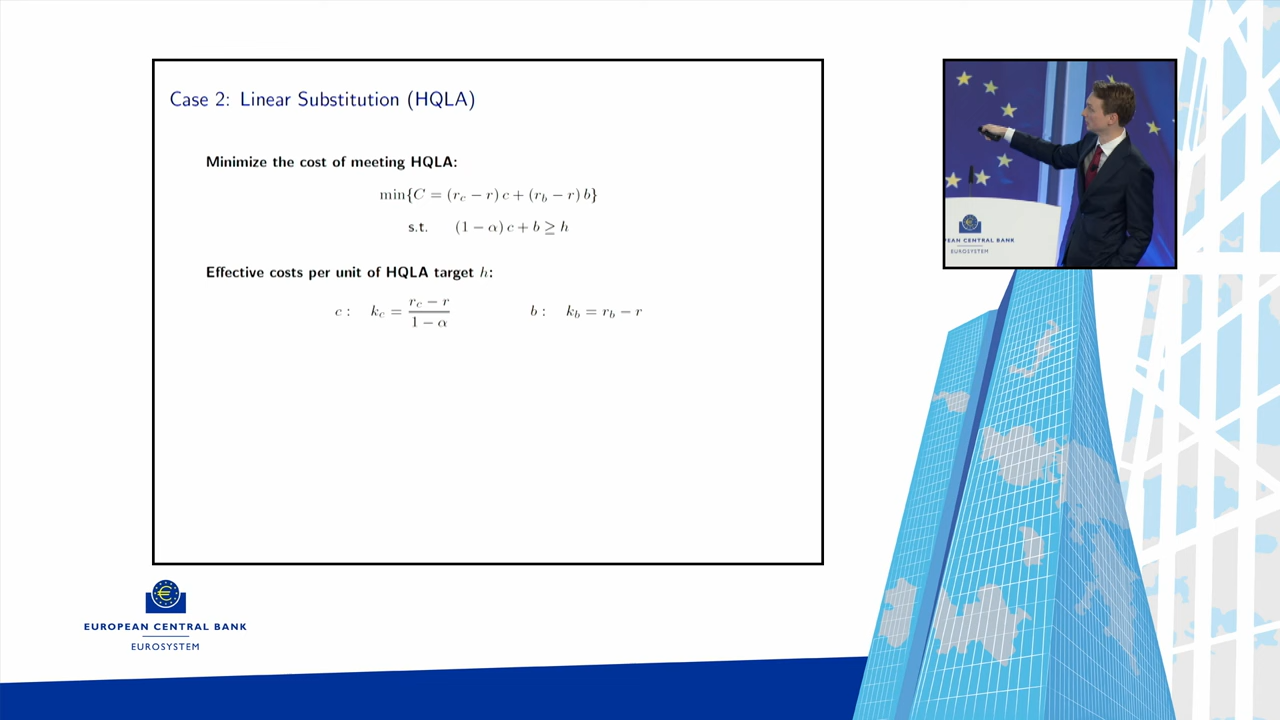 Case 2: Linear Substitution (HQLA)
Minimize the cost of meeting HQLA:
min{C = (r_c − r) c + (r_b − r) b}
s.t. (1 − α) c + b ≥ h
Effective costs per unit of HQLA target h:
c : k_c = (r_c − r) / (1 − α) b : k_b = r_b − r
EAN CENTRAL BANK
EUROSYSTEM
EUROPEAN CENTRAL BANK
EUROSYSTEM